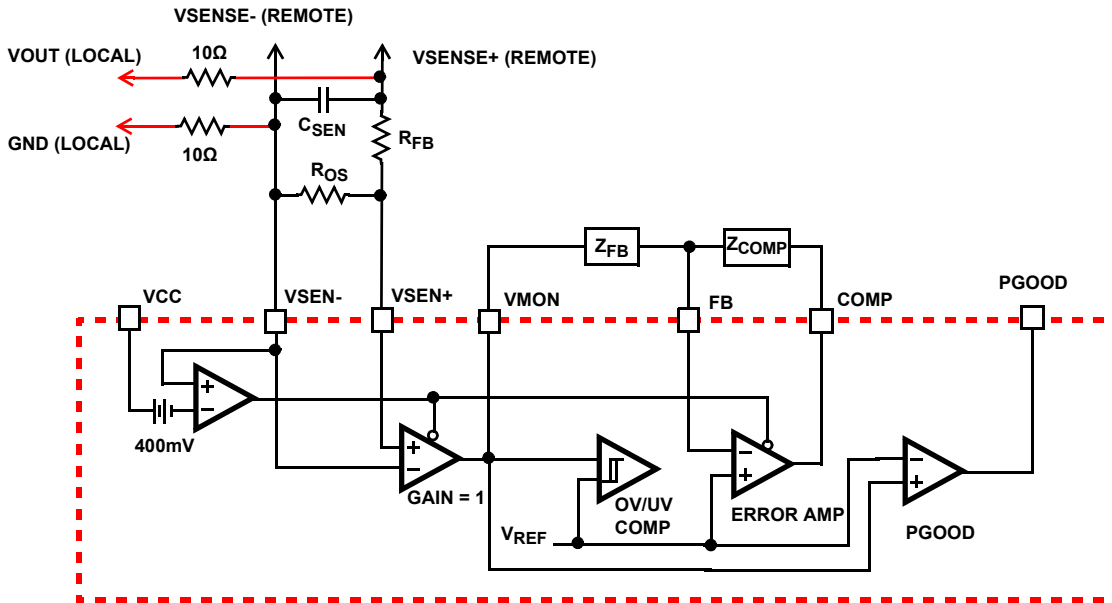 VSENSE- (REMOTE)
VOUT (LOCAL)
10Ω
VSENSE+ (REMOTE)
CSEN
GND (LOCAL)
10Ω
RFB
ROS
ZFB
ZCOMP
VCC
VSEN-
VSEN+
VMON
FB
COMP
PGOOD
+
−
400mV
+
−
GAIN = 1
OV/UV
COMP
−
+
ERROR AMP
−
+
PGOOD
VREF